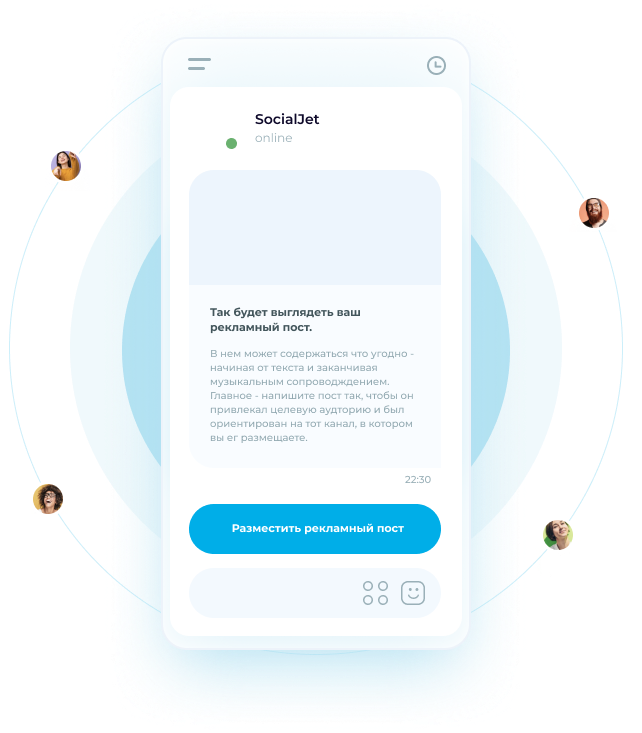 SocialJet
online
Так будет выглядеть ваш
рекламный пост.
В нем может содержаться что угодно -
начиная от текста и заканчивая
музыкальным сопровождждением.
Главное - напишите пост так, чтобы он
привлекал целевую аудторию и был
ориентирован на тот канал, в котором
вы ег размещаете.
22:30
Разместить рекламный пост